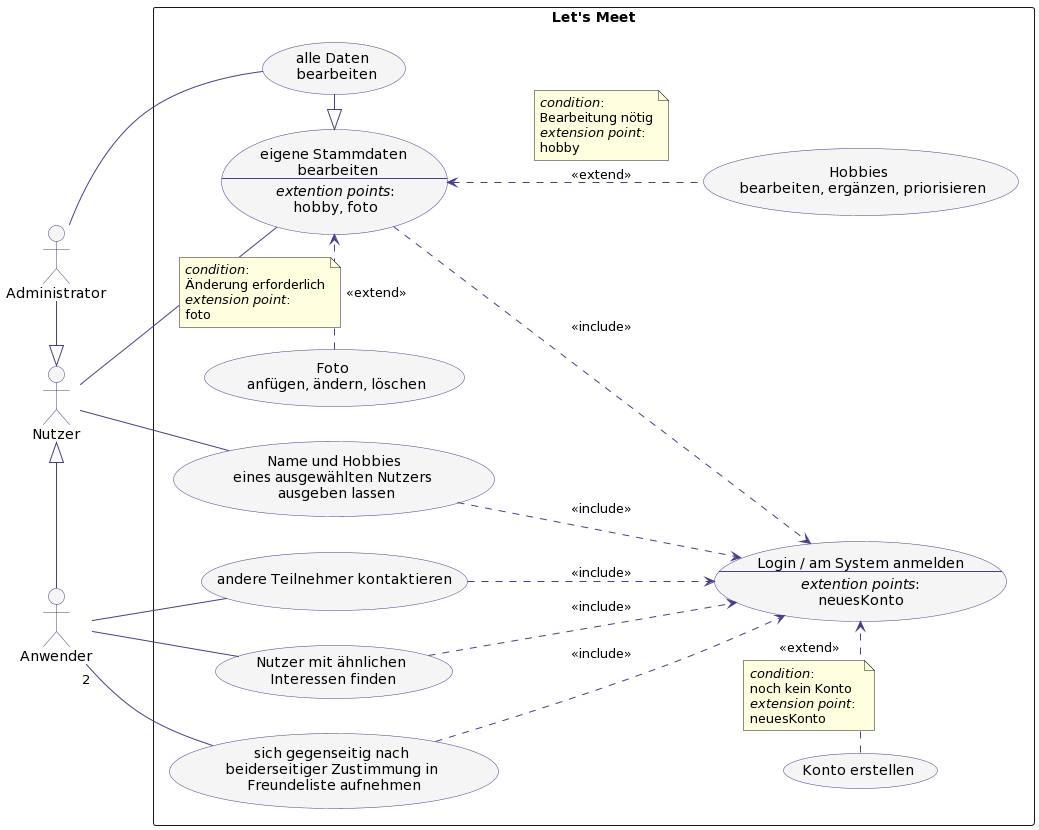 Let's Meet
alle Daten
bearbeiten
condition:
Bearbeitung nötig
extension point:
hobby
eigene Stammdaten
bearbeiten
extention points:
hobby, foto
«extend»
Hobbies
bearbeiten, ergänzen, priorisieren
Administrator
condition:
Änderung erforderlich
extension point:
foto
«extend»
«include»
Foto
anfügen, ändern, löschen
Nutzer
Name und Hobbies
eines ausgewählten Nutzers
ausgeben lassen
«include»
andere Teilnehmer kontaktieren
«include»
Login / am System anmelden
extention points:
neuesKonto
«include»
Anwender
2
Nutzer mit ähnlichen
Interessen finden
«include»
«extend»
condition:
noch kein Konto
extension point:
neuesKonto
sich gegenseitig nach
beiderseitiger Zustimmung in
Freundeliste aufnehmen
Konto erstellen